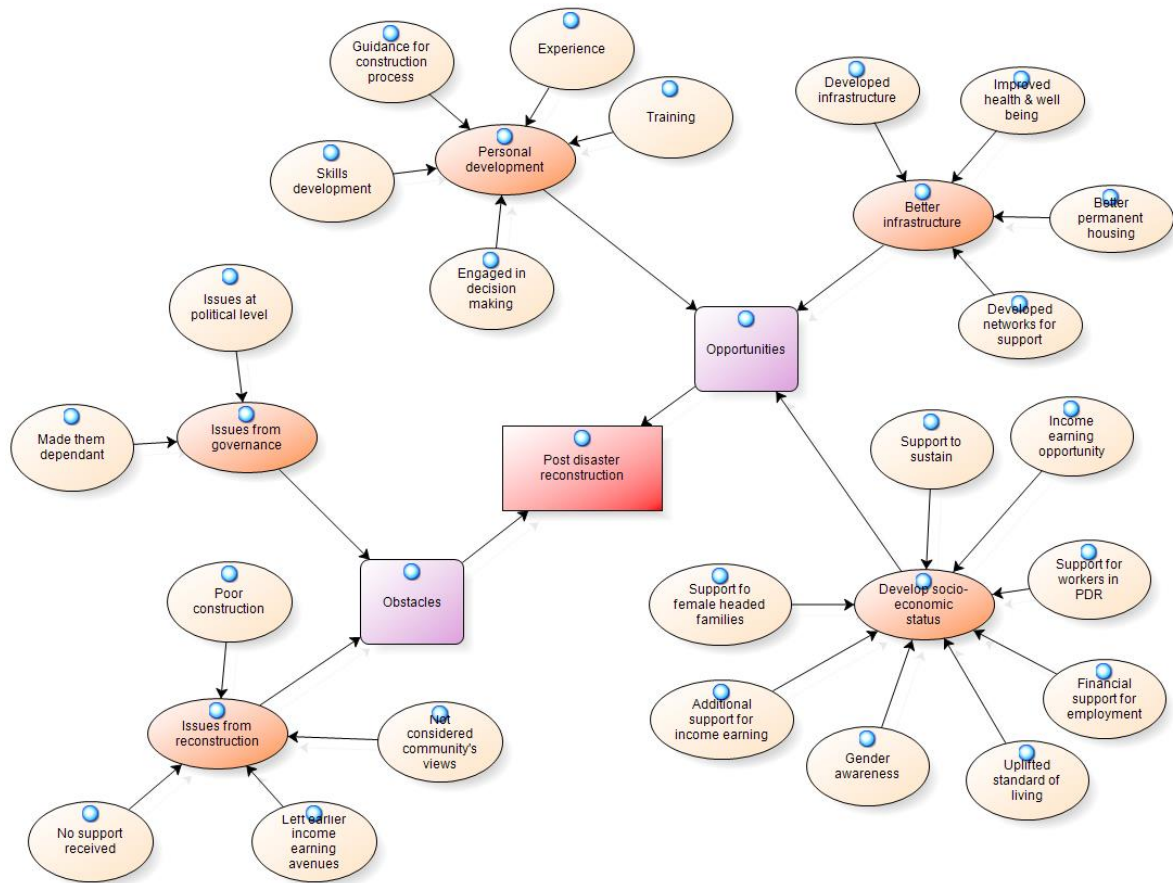 Guidance for
construction
process
Experience
Training
Personal
development
Skills
development
Engaged in
decision
making
Developed
infrastructure
Improved
health & well
being
Better
infrastructure
Better
permanent
housing
Developed
networks for
support
Issues at
political level
Made them
dependant
Issues from
governance
Opportunities
Post disaster
reconstruction
Support to
sustain
Income
earning
opportunity
Support fo
female headed
families
Develop socio-
economic
status
Support for
workers in
PDR
Additional
support for
income earning
Gender
awareness
Uplifted
standard of
living
Financial
support for
employment
Poor
construction
Obstacles
Issues from
reconstruction
Not
considered
community's
views
No support
received
Left earlier
income
earning
avenues